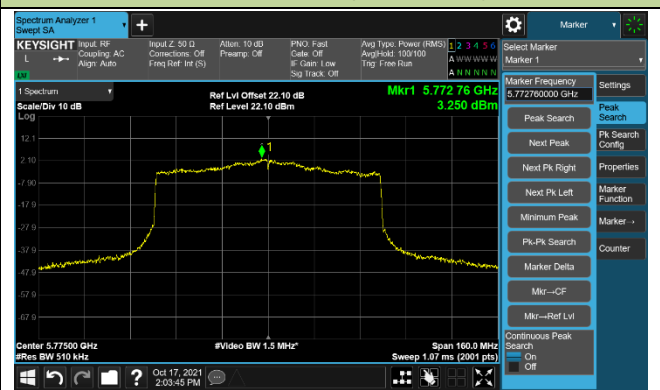 Spectrum Analyzer 1
Swept SA
+
Marker
KEYSIGHT Input: RF Input Z: 50 Ω Atten: 10 dB PNO: Fast Avg Type: Power (RMS) 1 2 3 4 5 6
L Coupling: AC Corrections: Off Preamp: Off Gate: Off Avg|Hold: 100/100 A W W W W W
Align: Auto Freq Ref: Int (S) IF Gain: Low Trig: Free Run
LXI Sig Track: Off A N N N N N
Select Marker
Marker 1
1 Spectrum
Ref Lvl Offset 22.10 dB Mkr1 5.772 76 GHz
Scale/Div 10 dB Ref Level 22.10 dBm 3.250 dBm
Log
12.1
2.10
-7.90
-17.9
-27.9
-37.9
-47.9
-57.9
-67.9
1
Center 5.77500 GHz #Video BW 1.5 MHz* Span 160.0 MHz
#Res BW 510 kHz Sweep 1.07 ms (2001 pts)
Marker Frequency
5.772760000 GHz
Peak Search
Next Peak
Next Pk Right
Next Pk Left
Minimum Peak
Pk-Pk Search
Marker Delta
Mkr→CF
Mkr→Ref Lvl
Continuous Peak
Search
On
Off
Settings
Peak
Search
Pk Search
Config
Properties
Marker
Function
Marker→
Counter
? Oct 17, 2021
2:03:45 PM